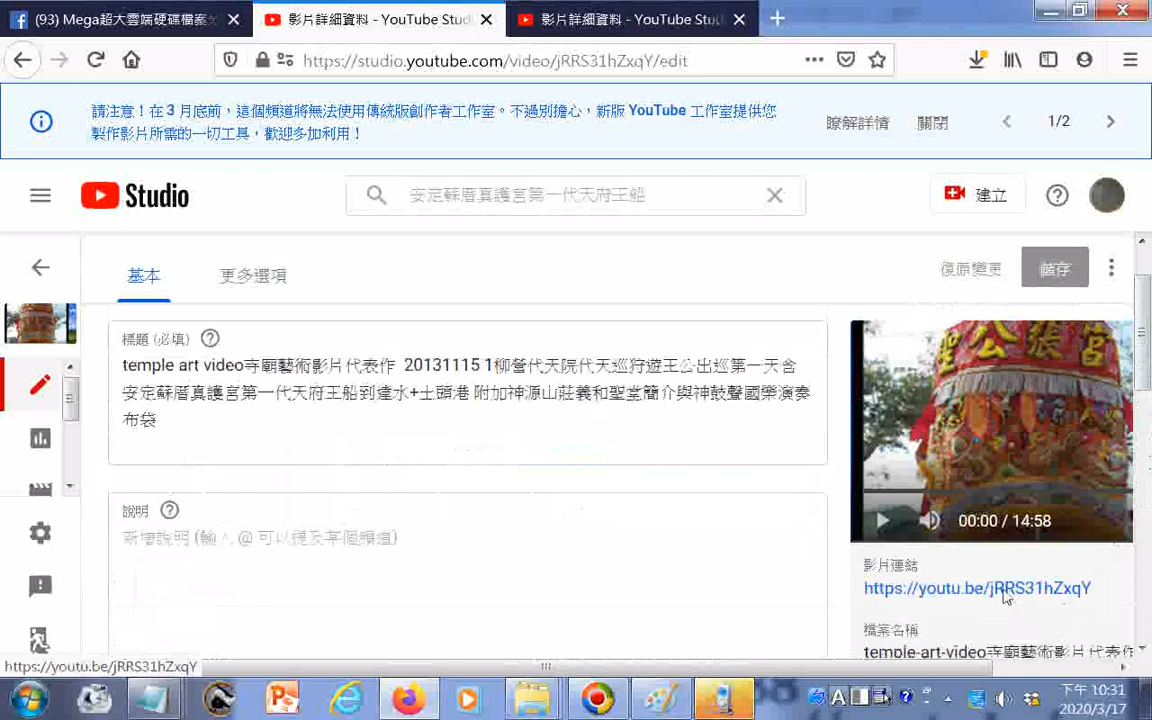 (93) Mega超大雲端硬碟檔案
影片詳細資料 - YouTube Stud
影片詳細資料 - YouTube Stu
https://studio.youtube.com/video/jRRS31hZxqY/edit
請注意！在 3 月底前，這個頻道將無法使用傳統版創作者工作室。不過別擔心，新版 YouTube 工作室提供您
製作影片所需的一切工具，歡迎多加利用！
瞭解詳情
關閉
1/2
Studio
安定蘇厝真護宮第一代天府王船
建立
基本
更多選項
復原變更
儲存
標題 (必填)
temple art video寺廟藝術影片代表作 20131115 1柳營代天院代天巡狩遊王公出巡第一天含
安定蘇厝真護宮第一代天府王船到達水+土頭港 附加神源山莊義和聖堂簡介與神鼓聲國樂演奏
布袋
說明
新增說明 (輸入 @ 可以提及某個頻道)
公張宮
00:00 / 14:58
影片連結
https://youtu.be/jRRS31hZxqY
檔案名稱
temple-art-video寺廟藝術影片代表作
https://youtu.be/jRRS31hZxqY
下午 10:31
2020/3/17